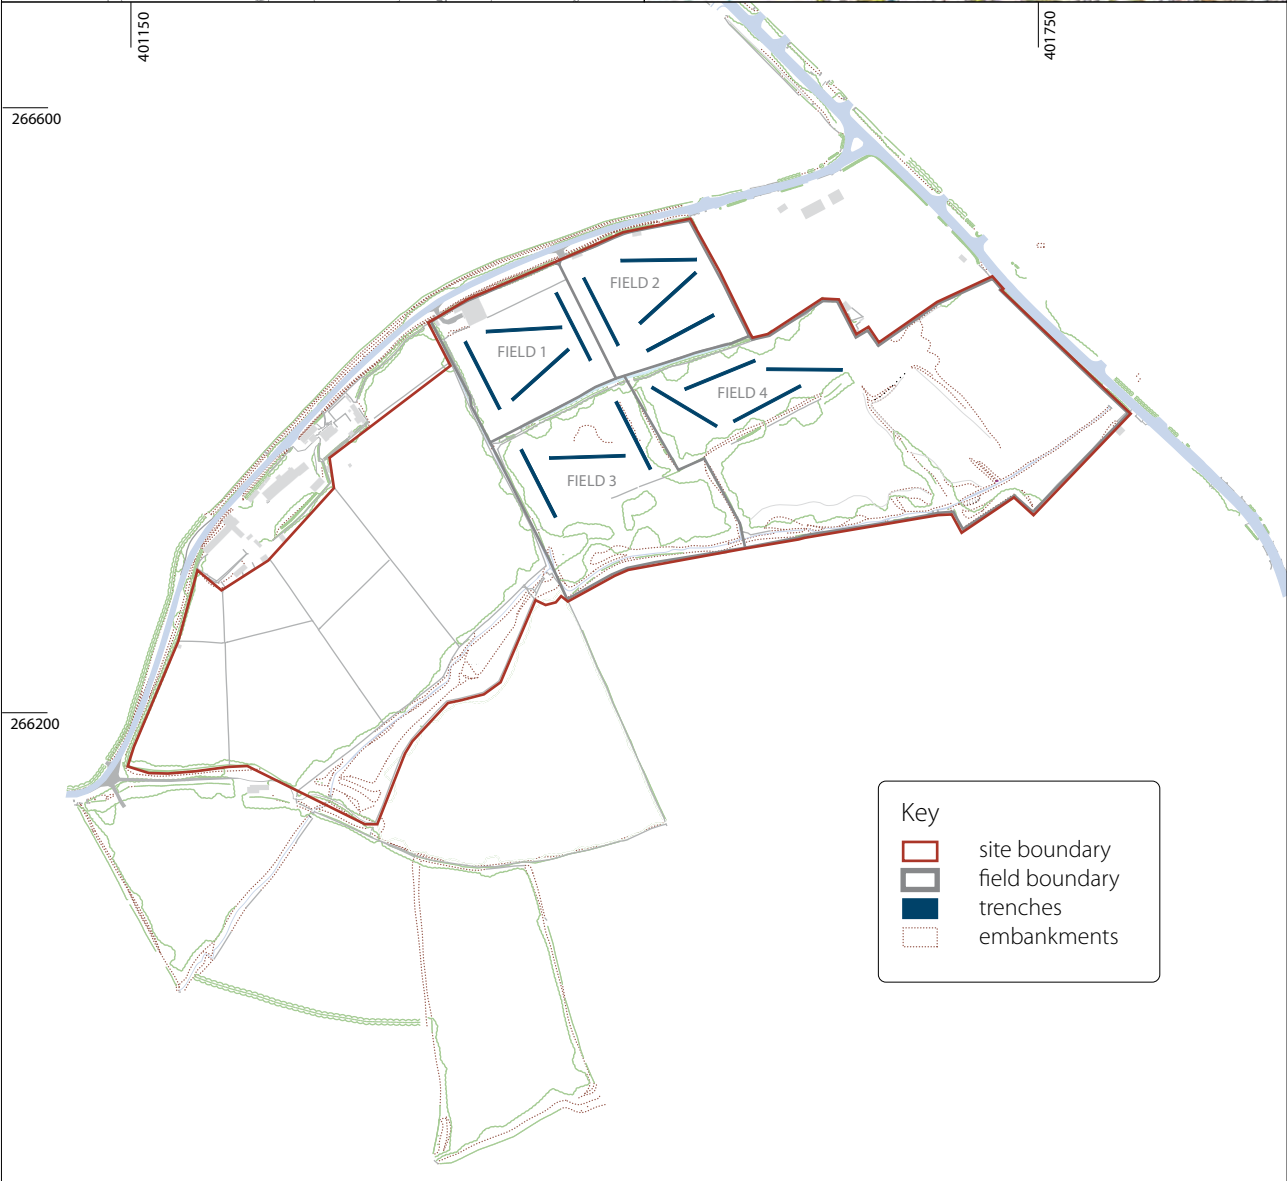 401150
401750
266600
FIELD 2
FIELD 1
FIELD 4
FIELD 3
266200
Key
site boundary
field boundary
trenches
embankments